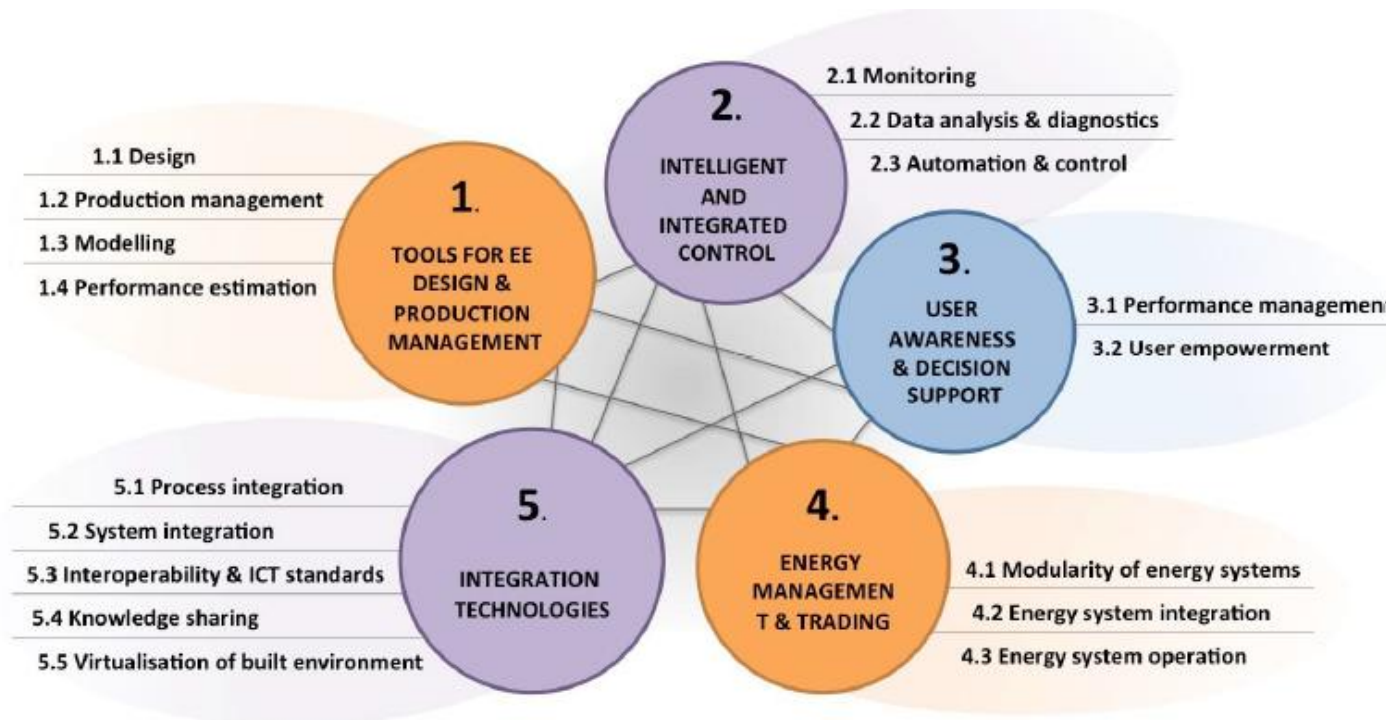 1.
TOOLS FOR EE
DESIGN &
PRODUCTION
MANAGEMENT
1.1 Design
1.2 Production management
1.3 Modelling
1.4 Performance estimation
2.
INTELLIGENT
AND
INTEGRATED
CONTROL
2.1 Monitoring
2.2 Data analysis & diagnostics
2.3 Automation & control
3.
USER
AWARENESS
& DECISION
SUPPORT
3.1 Performance managemen
3.2 User empowerment
4.
ENERGY
MANAGEMEN
T & TRADING
4.1 Modularity of energy systems
4.2 Energy system integration
4.3 Energy system operation
5.
INTEGRATION
TECHNOLOGIES
5.1 Process integration
5.2 System integration
5.3 Interoperability & ICT standards
5.4 Knowledge sharing
5.5 Virtualisation of built environment